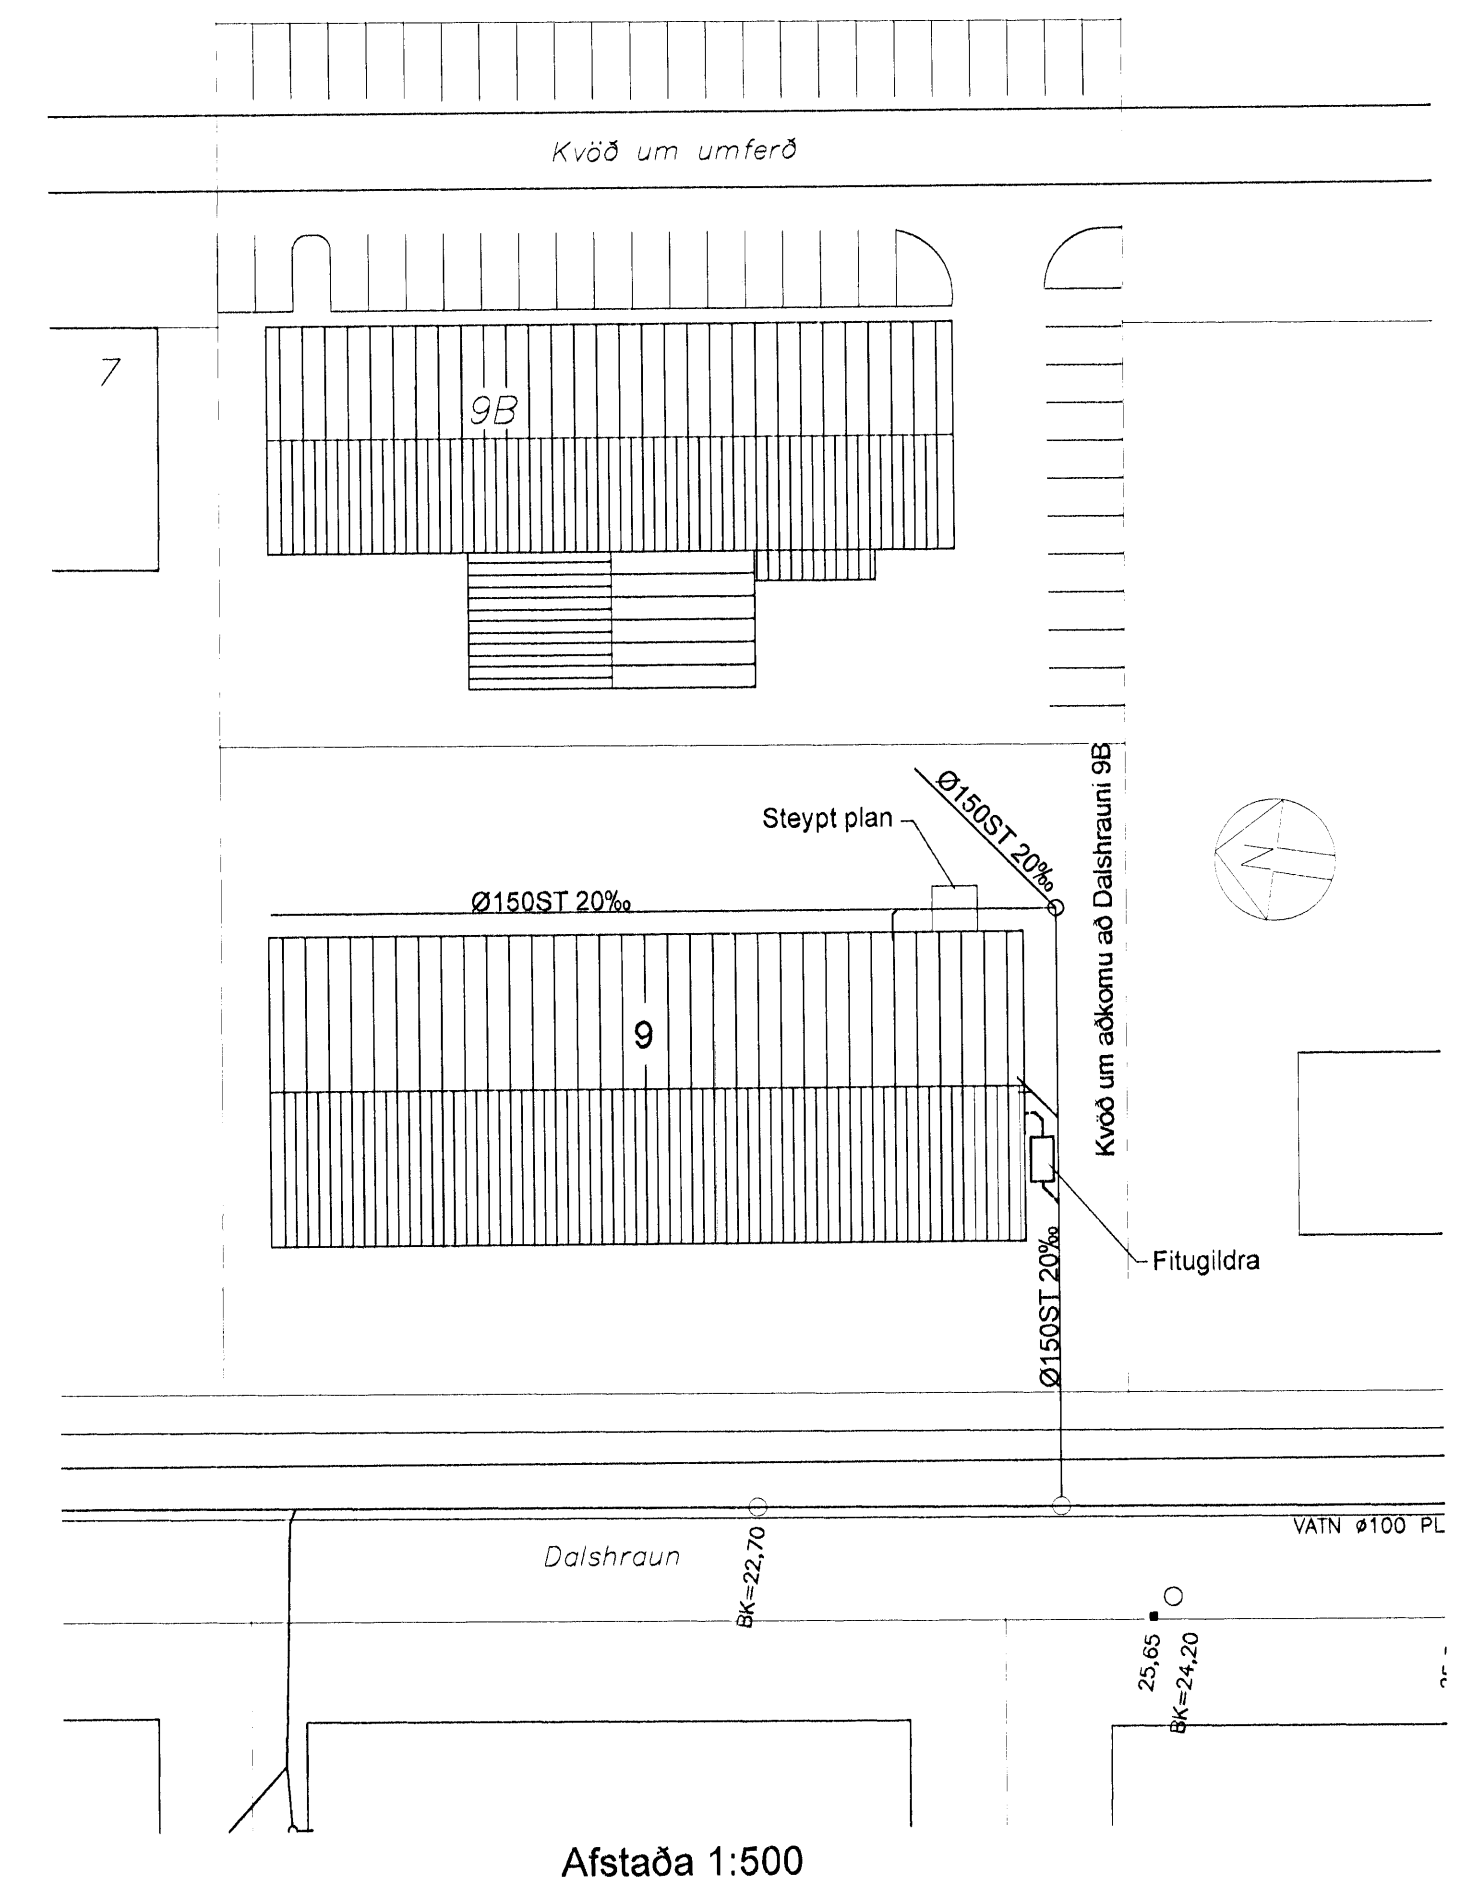 Kvöð um umferð
7
9B
Ø150ST 20‰
Steypt plan
Kvöð um aðkomu að Dalshrauni 9B
Ø150ST 20‰
9
Fitugildra
Ø150ST 20‰
VATN ø100 PL
Dalshraun
BK=22,70
25,65
BK=24,20
Afstaða 1:500